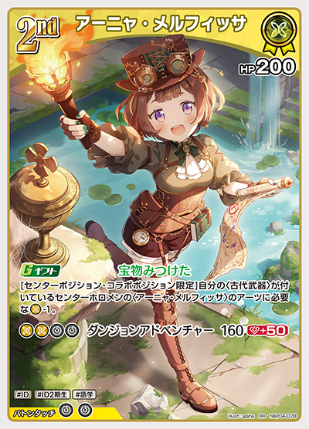 2nd
アーニャ・メルフィッサ
HP200
ギフト 宝物みつけた
[センターポジション・コラボポジション限定]自分の〈古代武器〉が付
いているセンターホロメンの〈アーニャ・メルフィッサ〉のアーツに必要
な -1。
ダンジョンアドベンチャー 160 +50
#ID #ID2期生 #語学
バトンタッチ
RR hBP04-078